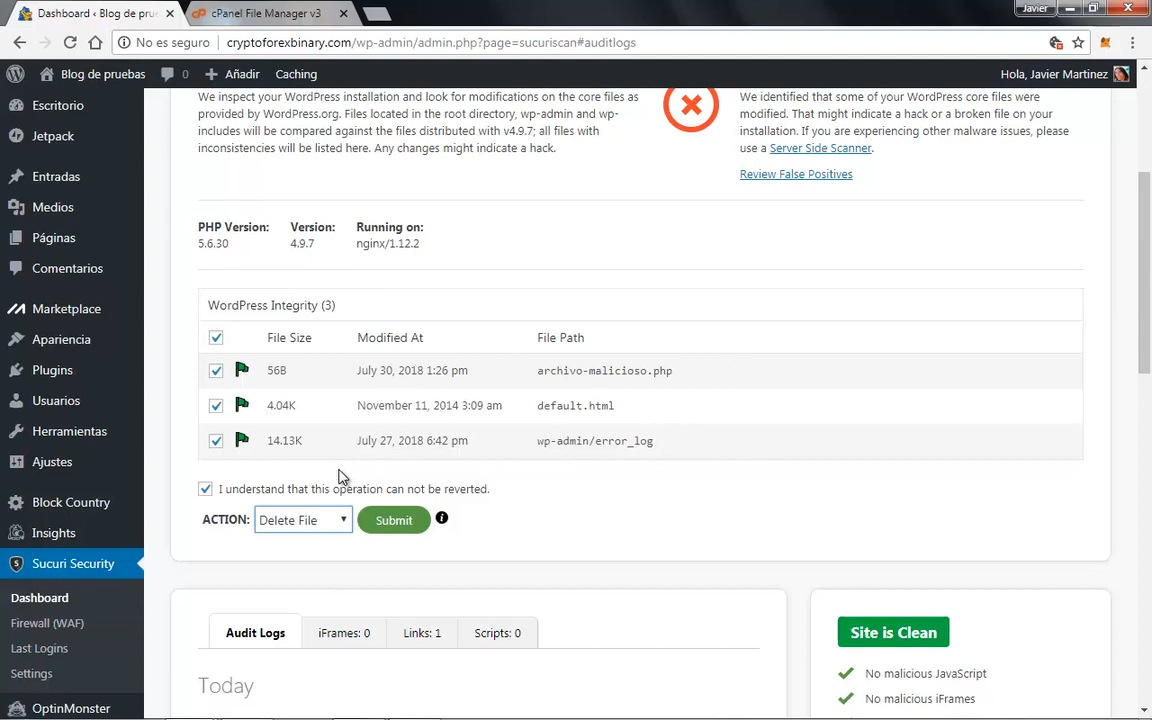 Dashboard ‹ Blog de prue
cPanel File Manager v3
Javier
No es seguro
cryptoforexbinary.com/wp-admin/admin.php?page=sucuriscan#auditlogs
Blog de pruebas
0
Añadir
Caching
Hola, Javier Martinez
Escritorio
Jetpack
Entradas
Medios
Páginas
Comentarios
Marketplace
Apariencia
Plugins
Usuarios
Herramientas
Ajustes
Block Country
Insights
Sucuri Security
Dashboard
Firewall (WAF)
Last Logins
Settings
OptinMonster
We inspect your WordPress installation and look for modifications on the core files as
provided by WordPress.org. Files located in the root directory, wp-admin and wp-
includes will be compared against the files distributed with v4.9.7; all files with
inconsistencies will be listed here. Any changes might indicate a hack.
We identified that some of your WordPress core files were
modified. That might indicate a hack or a broken file on your
installation. If you are experiencing other malware issues, please
use a Server Side Scanner.
Review False Positives
PHP Version:
5.6.30
Version:
4.9.7
Running on:
nginx/1.12.2
WordPress Integrity (3)
File Size
Modified At
File Path
56B
July 30, 2018 1:26 pm
archivo-malicioso.php
4.04K
November 11, 2014 3:09 am
default.html
14.13K
July 27, 2018 6:42 pm
wp-admin/error_log
I understand that this operation can not be reverted.
ACTION:
Delete File
Submit
Audit Logs
iFrames: 0
Links: 1
Scripts: 0
Today
Site is Clean
No malicious JavaScript
No malicious iFrames